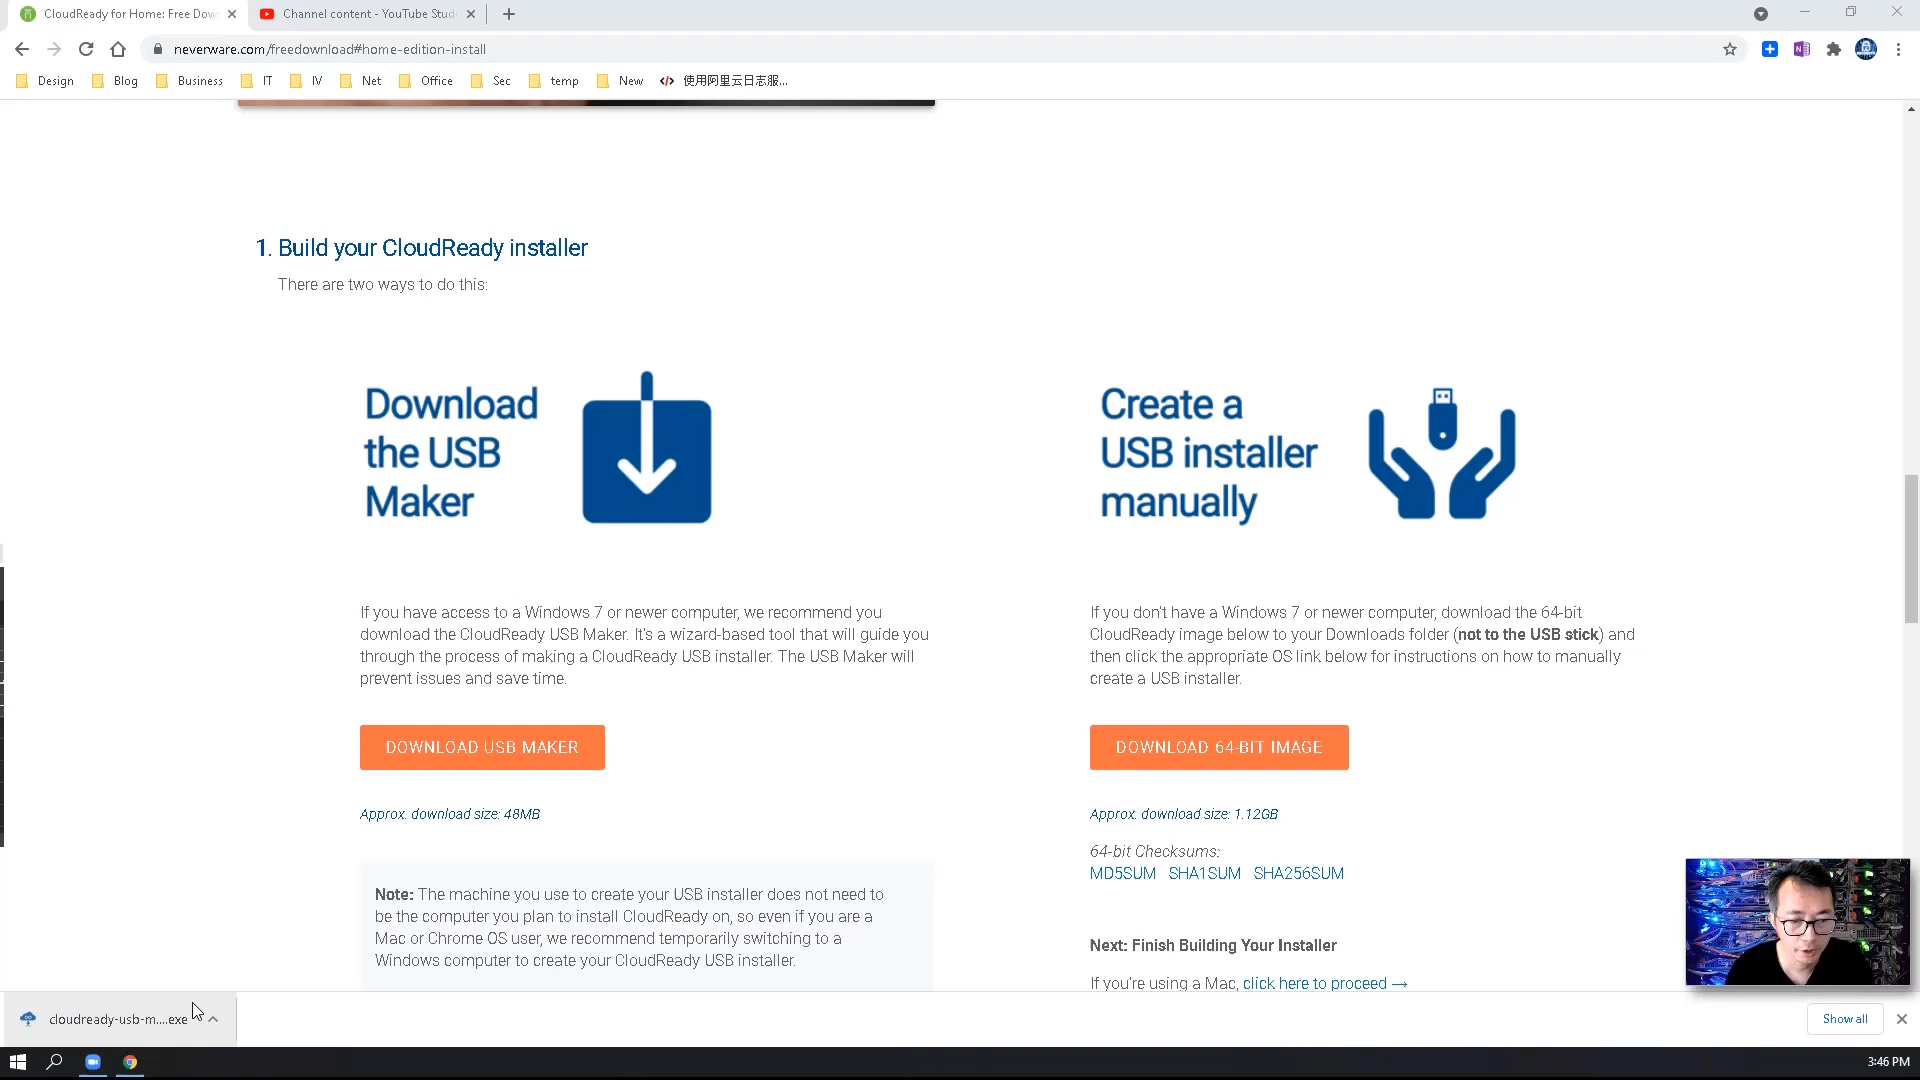 CloudReady for Home: Free Dow
Channel content - YouTube Stud
neverware.com/freedownload#home-edition-install
Design
Blog
Business
IT
IV
Net
Office
Sec
temp
New
使用阿里云日志服...
1. Build your CloudReady installer
There are two ways to do this:
Download
the USB
Maker
Create a
USB installer
manually
If you have access to a Windows 7 or newer computer, we recommend you
download the CloudReady USB Maker. It's a wizard-based tool that will guide you
through the process of making a CloudReady USB installer. The USB Maker will
prevent issues and save time.
If you don't have a Windows 7 or newer computer, download the 64-bit
CloudReady image below to your Downloads folder (not to the USB stick) and
then click the appropriate OS link below for instructions on how to manually
create a USB installer.
DOWNLOAD USB MAKER
DOWNLOAD 64-BIT IMAGE
Approx. download size: 48MB
Approx. download size: 1.12GB
64-bit Checksums:
MD5SUM SHA1SUM SHA256SUM
Note: The machine you use to create your USB installer does not need to
be the computer you plan to install CloudReady on, so even if you are a
Mac or Chrome OS user, we recommend temporarily switching to a
Windows computer to create your CloudReady USB installer.
Next: Finish Building Your Installer
If you're using a Mac, click here to proceed →
cloudready-usb-m....exe
Show all
3:46 PM